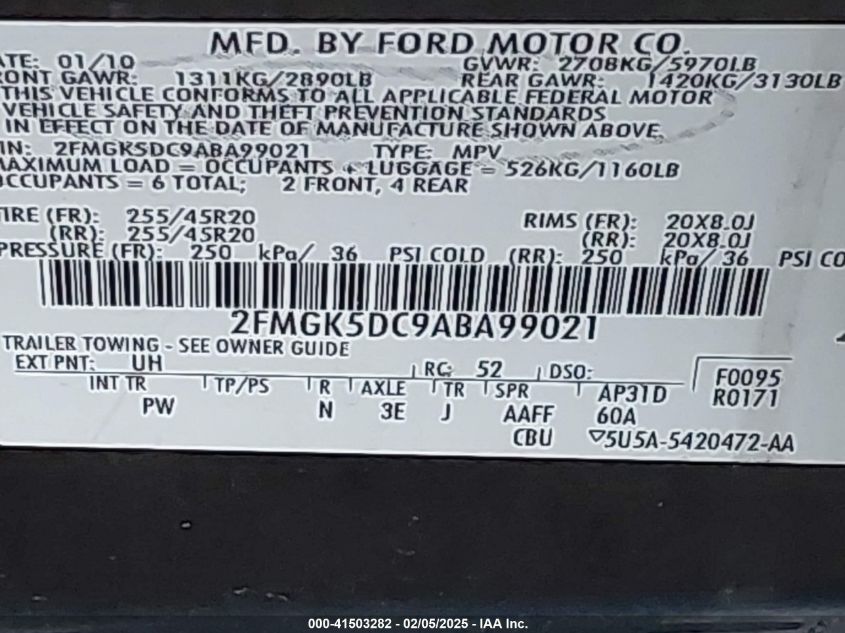 MFD. BY FORD MOTOR CO.
ATE: 01/10 GVWR: 2708KG/5970LB
ONT GAWR: 1311KG/2890LB REAR GAWR: 1420KG/3130LB
THIS VEHICLE CONFORMS TO ALL APPLICABLE FEDERAL MOTOR
VEHICLE SAFETY AND THEFT PREVENTION STANDARDS
IN EFFECT ON THE DATE OF MANUFACTURE SHOWN ABOVE.
IN: 2FMGK5DC9ABA99021 TYPE: MPV
MAXIMUM LOAD = OCCUPANTS + LUGGAGE = 526KG/1160LB
OCCUPANTS = 6 TOTAL; 2 FRONT, 4 REAR
IRE (FR): 255/45R20 RIMS (FR): 20X8.0J
(RR): 255/45R20 (RR): 20X8.0J
PRESSURE (FR): 250 kPa/ 36 PSI COLD (RR): 250 kPa/ 36 PSI CO
2FMGK5DC9ABA99021
TRAILER TOWING - SEE OWNER GUIDE
EXT PNT: UH RC: 52 DSO: F0095
INT TR TP/PS R AXLE TR SPR AP31D R0171
PW N 3E J AAFF 60A
CBU 5U5A-5420472-AA
000-41503282 - 02/05/2025 - IAA Inc.